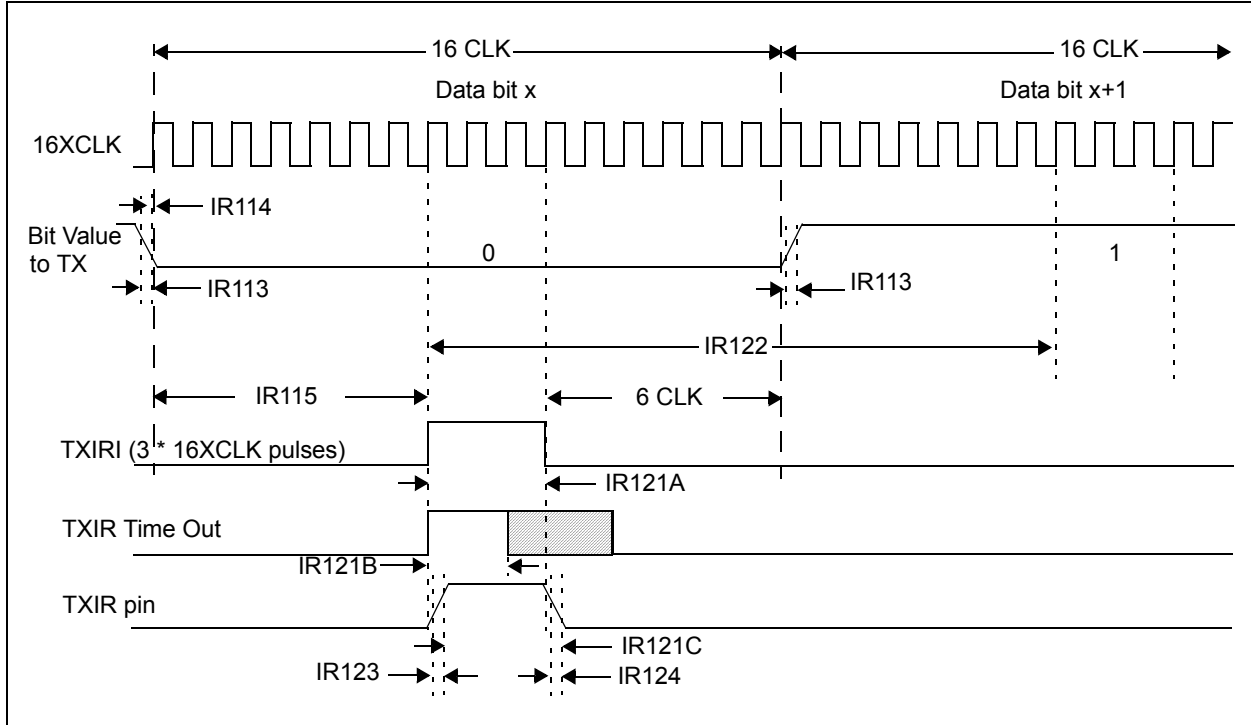 16 CLK
16 CLK
Data bit x
Data bit x+1
16XCLK
IR114
Bit Value
to TX
0
1
IR113
IR113
IR122
IR115
6 CLK
TXIRI (3 * 16XCLK pulses)
IR121A
TXIR Time Out
IR121B
TXIR pin
IR121C
IR123
IR124